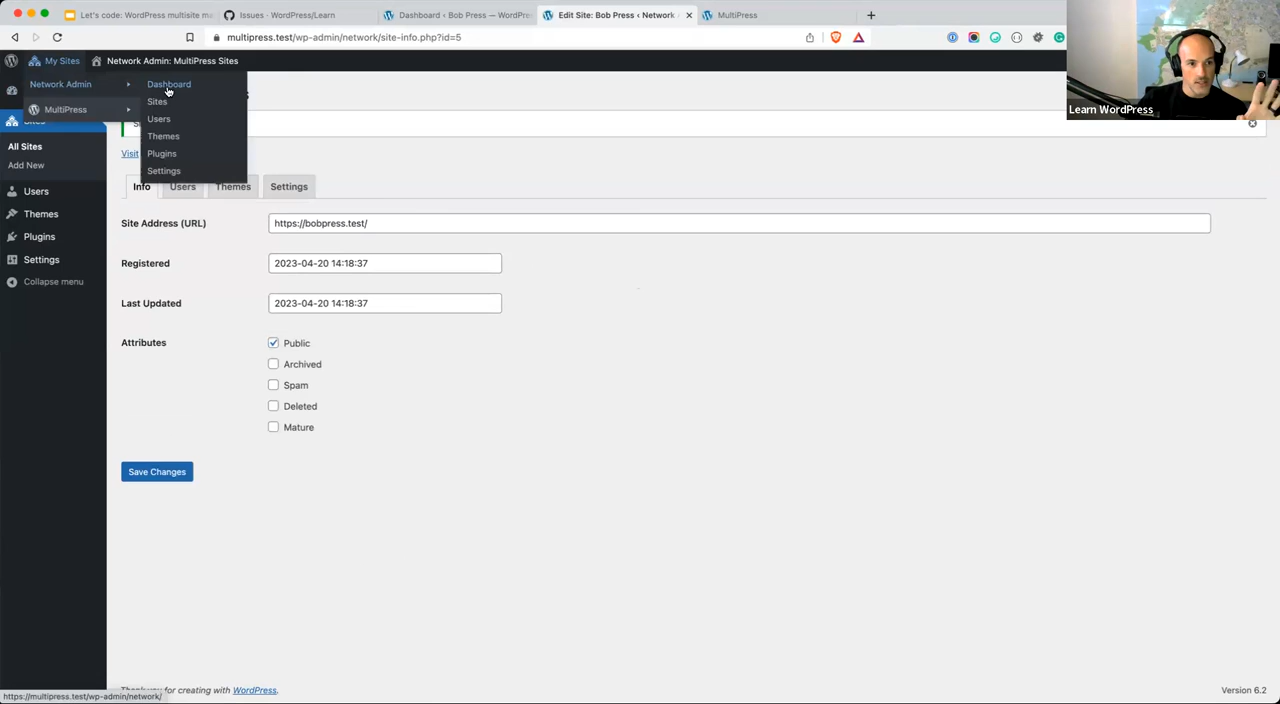 Let's code: WordPress multisite ma
Issues · WordPress/Learn
Dashboard ‹ Bob Press — WordPre
Edit Site: Bob Press ‹ Network
MultiPress
multipress.test/wp-admin/network/site-info.php?id=5
My Sites
Network Admin: MultiPress Sites
Network Admin
Dashboard
MultiPress
Sites
Users
Themes
Plugins
Settings
Learn WordPress
Sites
All Sites
Add New
Users
Themes
Plugins
Settings
Collapse menu
Visit
Info
Users
Themes
Settings
Site Address (URL)
https://bobpress.test/
Registered
2023-04-20 14:18:37
Last Updated
2023-04-20 14:18:37
Attributes
Public
Archived
Spam
Deleted
Mature
Save Changes
Thank you for creating with WordPress.
Version 6.2
https://multipress.test/wp-admin/network/